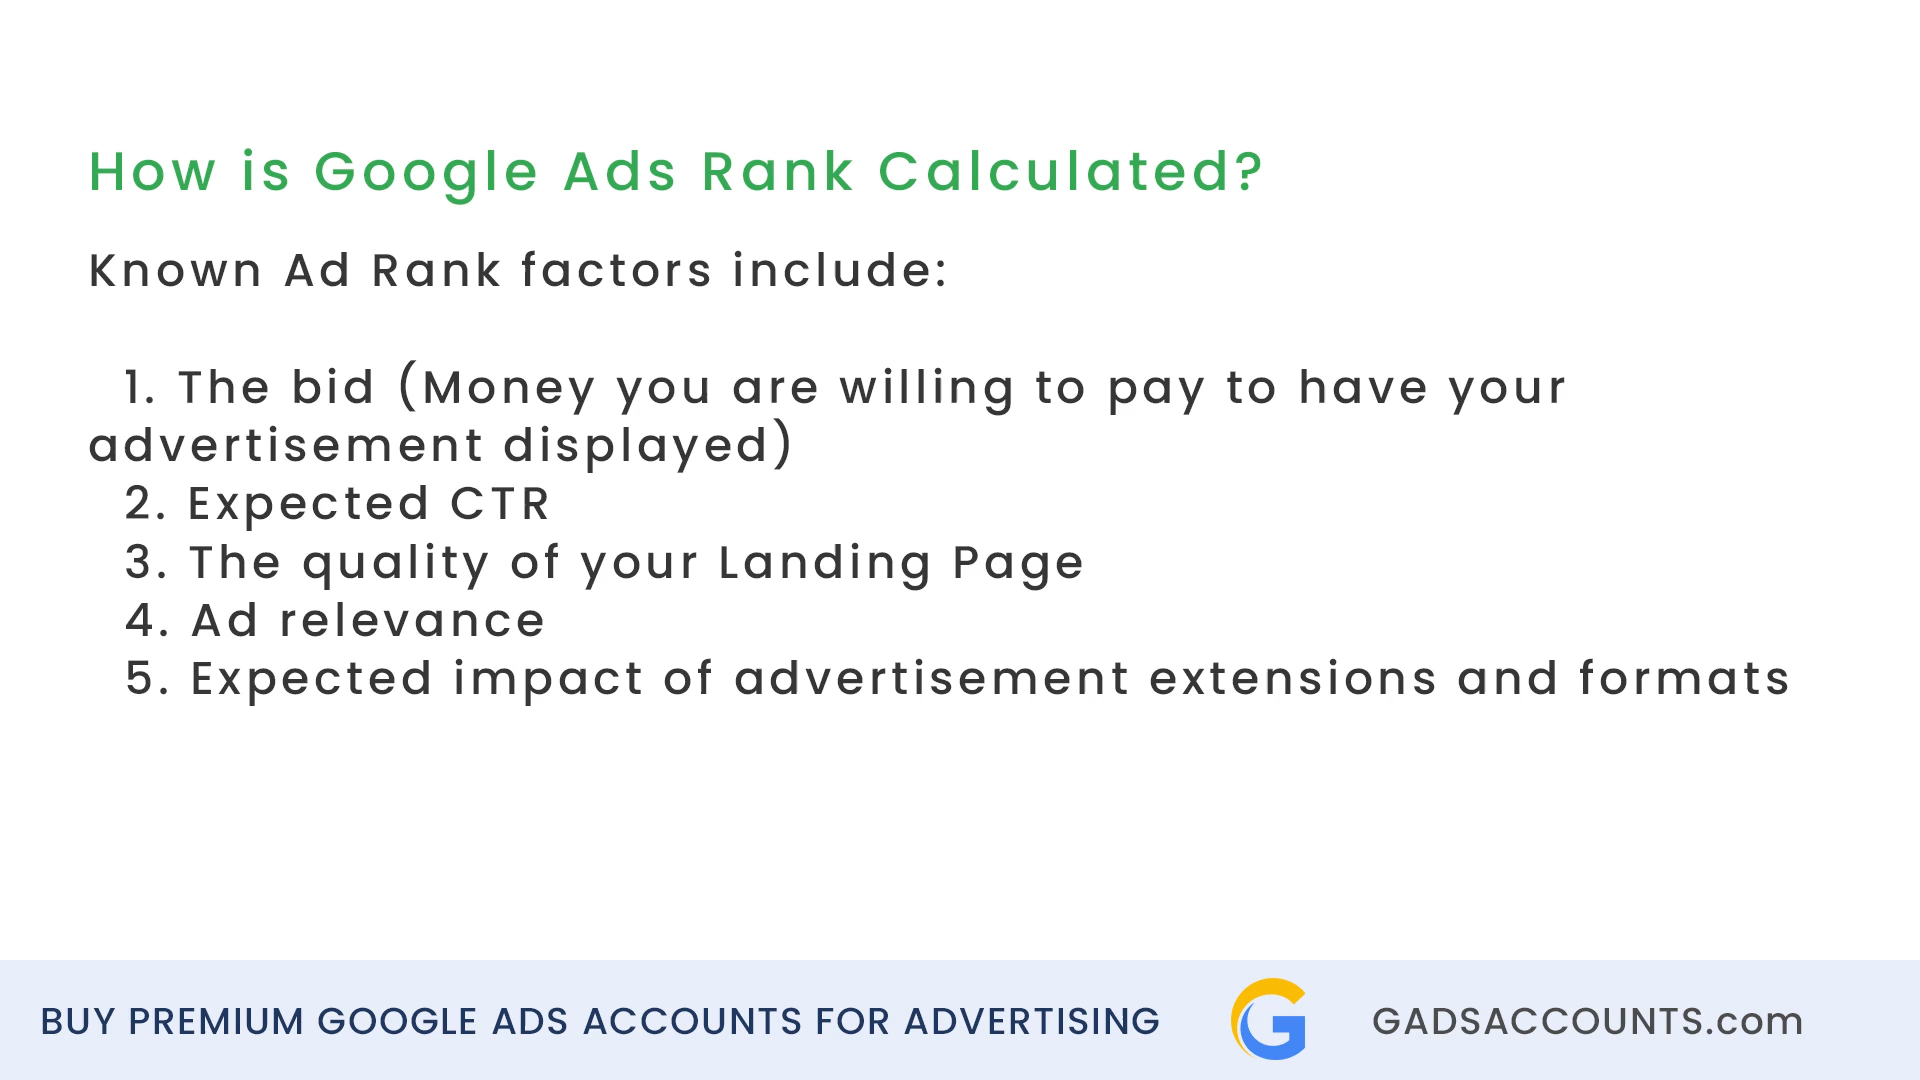 How is Google Ads Rank Calculated?
Known Ad Rank factors include:
1. The bid (Money you are willing to pay to have your
advertisement displayed)
2. Expected CTR
3. The quality of your Landing Page
4. Ad relevance
5. Expected impact of advertisement extensions and formats
BUY PREMIUM GOOGLE ADS ACCOUNTS FOR ADVERTISING
G
GADSACCOUNTS.com